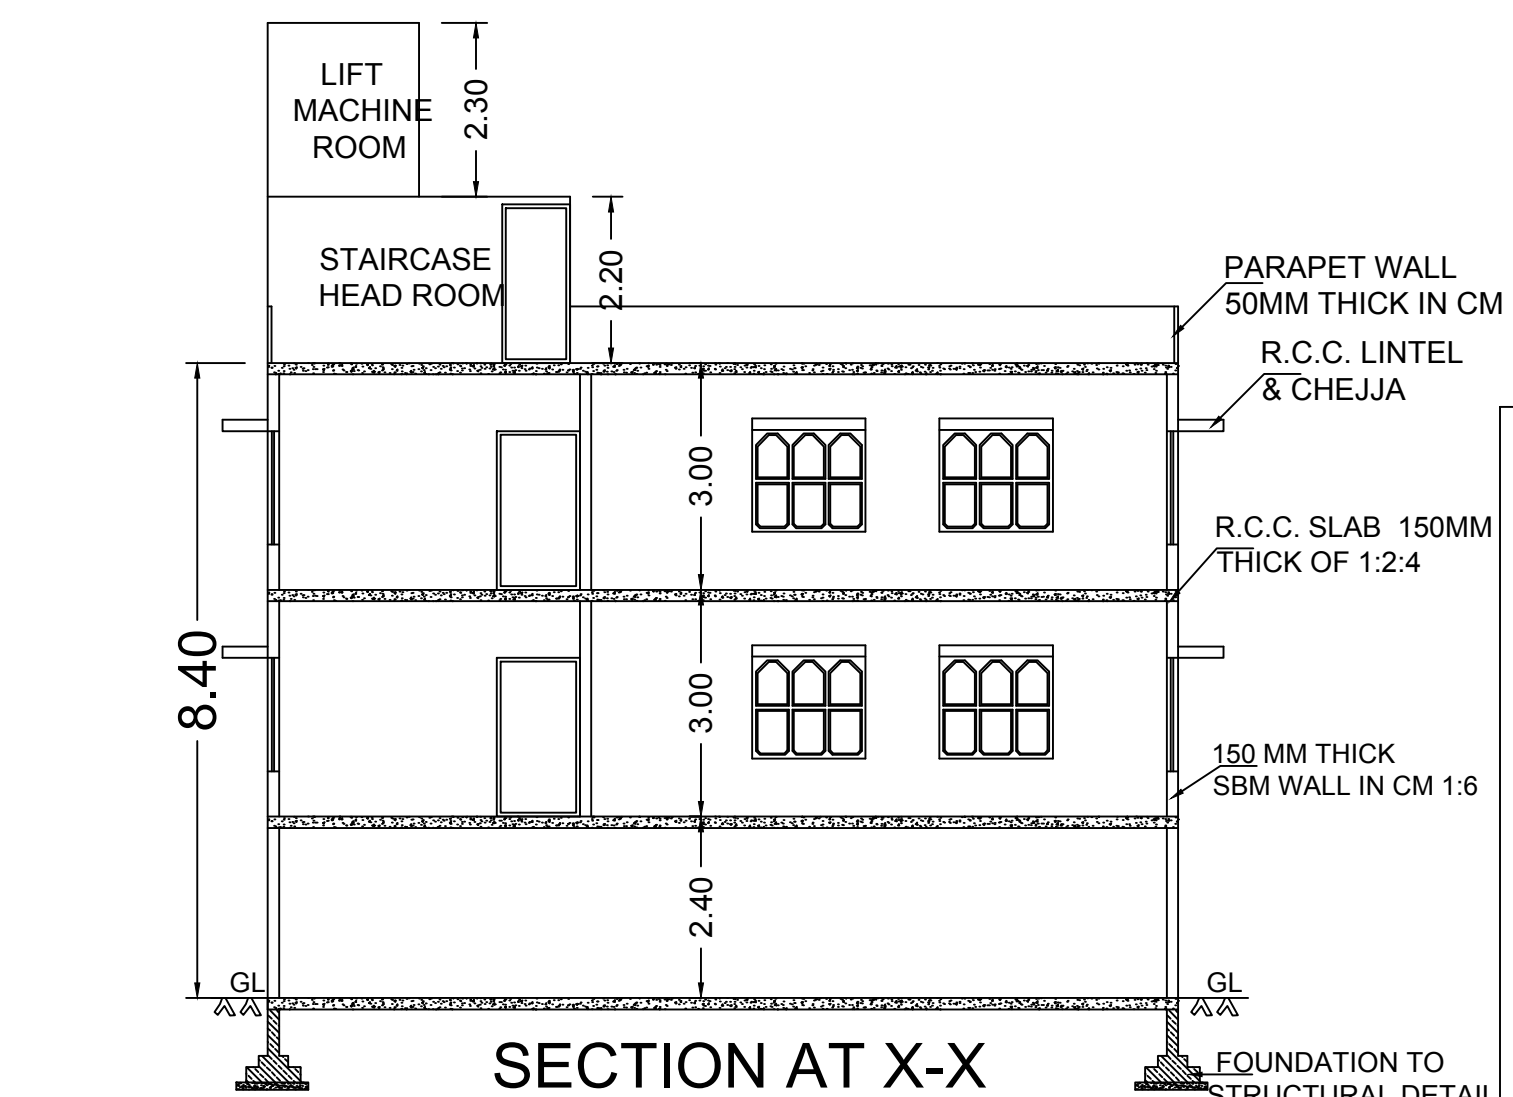 LIFT
MACHINE
ROOM
2.30
STAIRCASE
HEAD ROOM
2.20
PARAPET WALL
50MM THICK IN CM
R.C.C. LINTEL
& CHEJJA
3.00
R.C.C. SLAB 150MM
THICK OF 1:2:4
8.40
3.00
150 MM THICK
SBM WALL IN CM 1:6
2.40
GL
GL
SECTION AT X-X
FOUNDATION TO
STRUCTURAL DETAIL